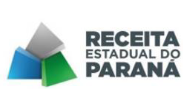 RECEITA
ESTADUAL DO
PARANÁ